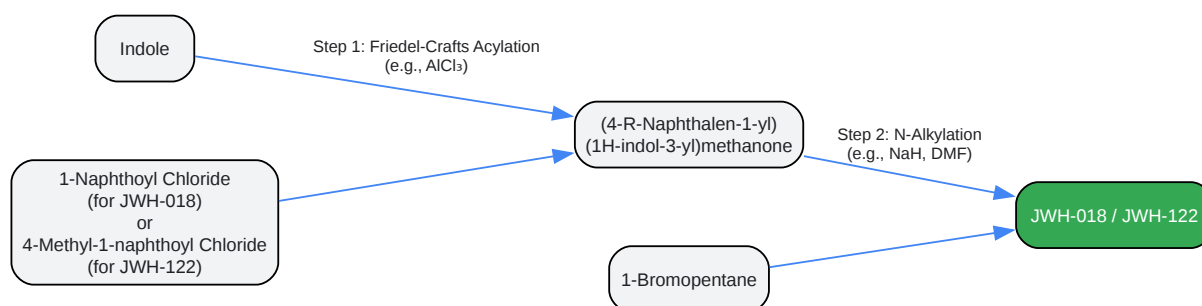 Indole
Step 1: Friedel-Crafts Acylation
(e.g., AlCl₃)
(4-R-Naphthalen-1-yl)
(1H-indol-3-yl)methanone
Step 2: N-Alkylation
(e.g., NaH, DMF)
1-Naphthoyl Chloride
(for JWH-018)
or
4-Methyl-1-naphthoyl Chloride
(for JWH-122)
JWH-018 / JWH-122
1-Bromopentane